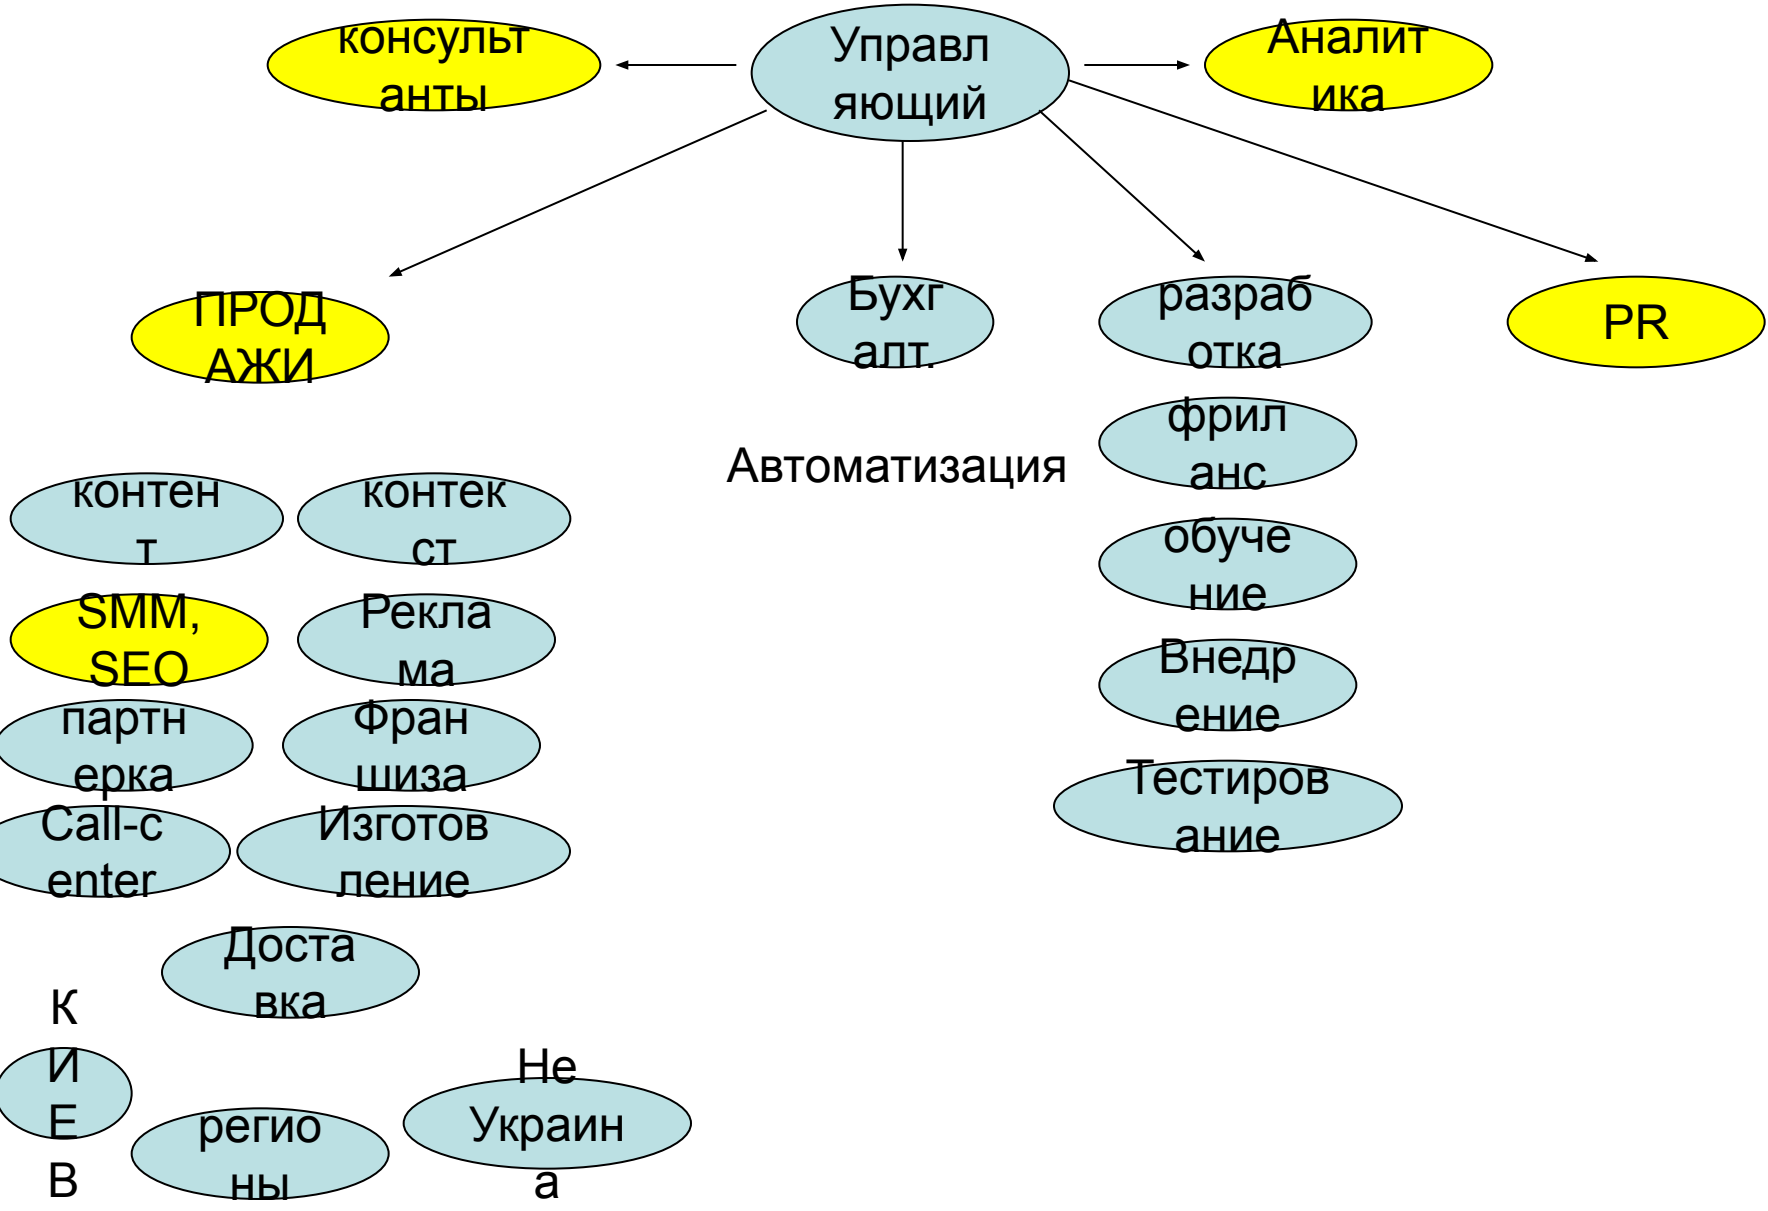 консульт
анты
Управл
яющий
Аналит
ика
ПРОД
АЖИ
Бухг
алт.
разраб
отка
PR
фрил
анс
Автоматизация
контен
т
контек
ст
обуче
ние
SMM,
SEO
Рекла
ма
Внедр
ение
партн
ерка
Фран
шиза
Тестиров
ание
Call-c
enter
Изготов
ление
Доста
вка
К
И
Е
В
регио
ны
Не
Украин
а